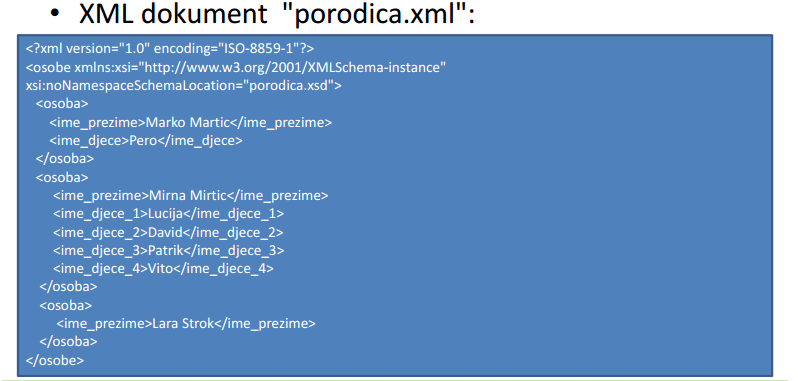 • XML dokument "porodica.xml":
<?xml version="1.0" encoding="ISO-8859-1"?>
<osobe xmlns:xsi="http://www.w3.org/2001/XMLSchema-instance"
xsi:noNamespaceSchemaLocation="porodica.xsd">
<osoba>
<ime_prezime>Marko Martic</ime_prezime>
<ime_djece>Pero</ime_djece>
</osoba>
<osoba>
<ime_prezime>Mirna Mirtic</ime_prezime>
<ime_djece_1>Lucija</ime_djece_1>
<ime_djece_2>David</ime_djece_2>
<ime_djece_3>Patrik</ime_djece_3>
<ime_djece_4>Vito</ime_djece_4>
</osoba>
<osoba>
<ime_prezime>Lara Strok</ime_prezime>
</osoba>
</osobe>